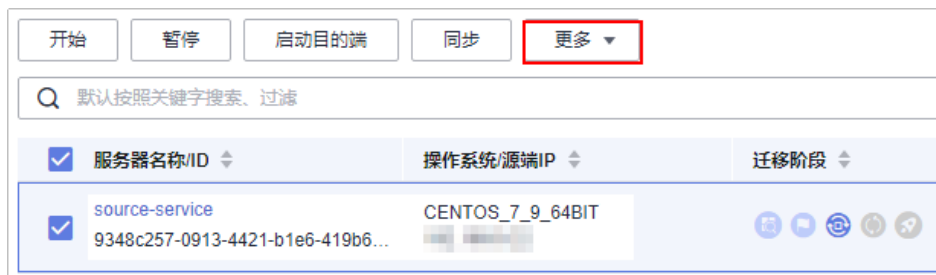 开始 暂停 启动目的端 同步 更多
默认按照关键字搜索、过滤
服务器名称/ID 操作系统/源端IP 迁移阶段
source-service CENTOS_7_9_64BIT
9348c257-0913-4421-b1e6-419b6...